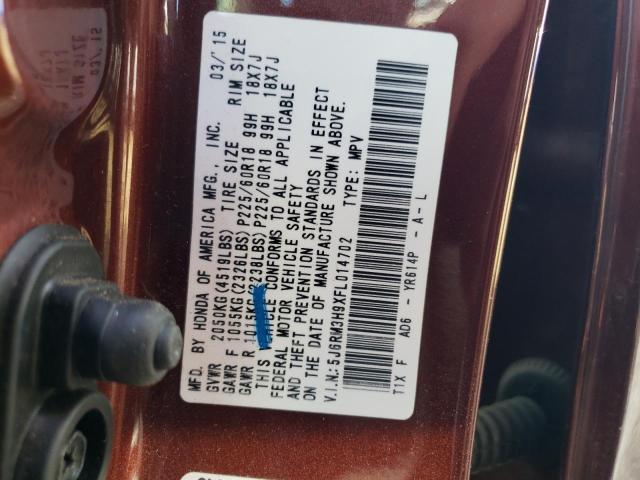 MFD. BY HONDA OF AMERICA MFG., INC. 03/'15
GVWR 2050KG(4519LBS) TIRE SIZE RIM SIZE
GAWR F 1055KG(2326LBS)P225/60R18 99H 18X7J
GAWR R 1015KG(2238LBS)P225/60R18 99H 18X7J
THIS VEHICLE CONFORMS TO ALL APPLICABLE
FEDERAL MOTOR VEHICLE SAFETY
AND THEFT PREVENTION STANDARDS IN EFFECT
ON THE DATE OF MANUFACTURE SHOWN ABOVE.
V.I.N.:5J6RM3H9XFL014702 TYPE: MPV
T1X F AD6 - YR614P - A - L